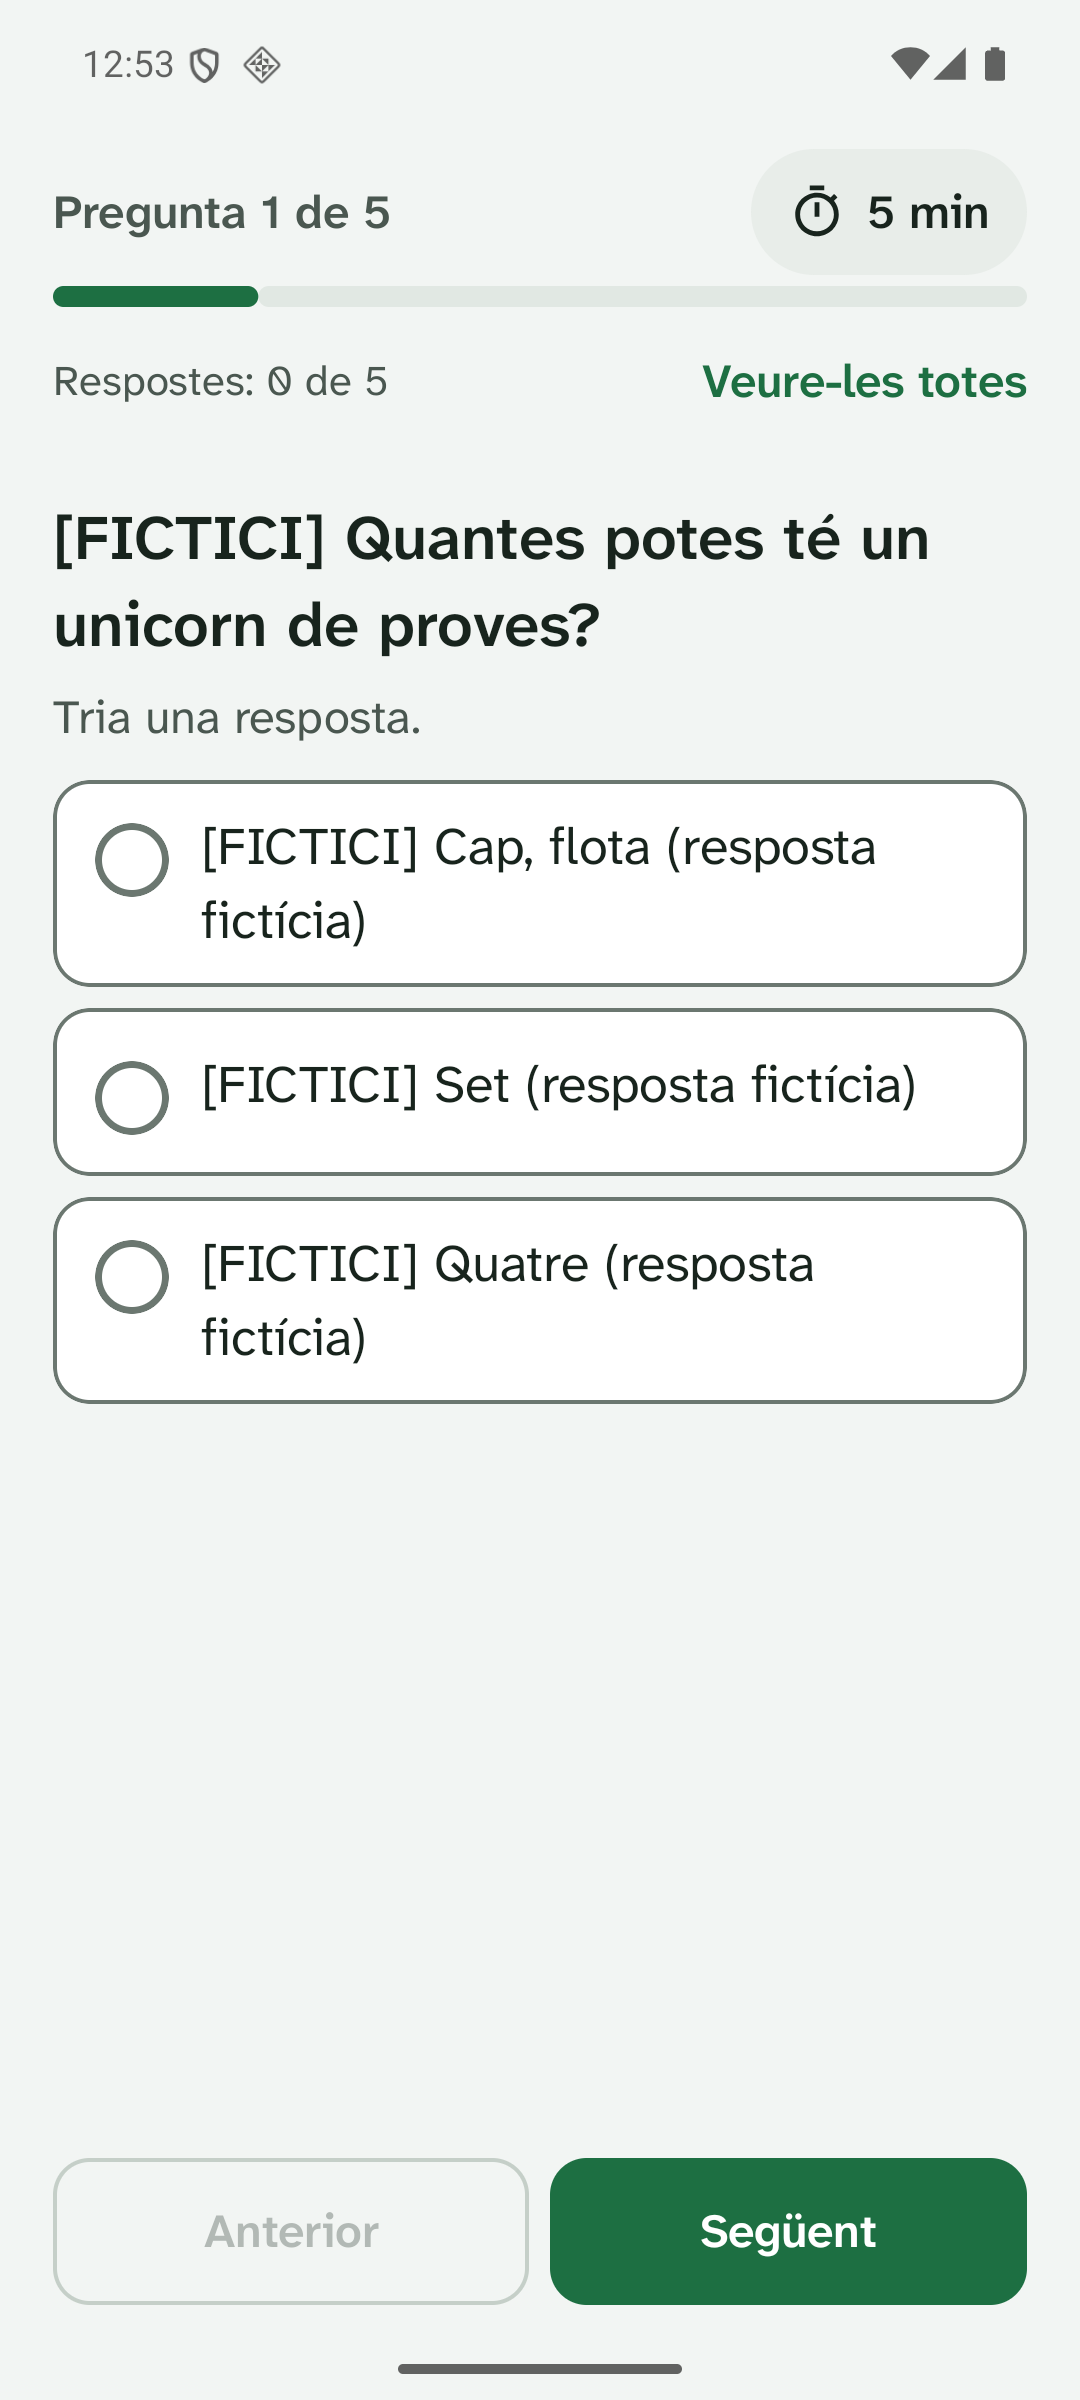 12:53
Pregunta 1 de 5
5 min
Respostes: 0 de 5
Veure-les totes
[FICTICI] Quantes potes té un
unicorn de proves?
Tria una resposta.
[FICTICI] Cap, flota (resposta
fictícia)
[FICTICI] Set (resposta fictícia)
[FICTICI] Quatre (resposta
fictícia)
Anterior
Següent